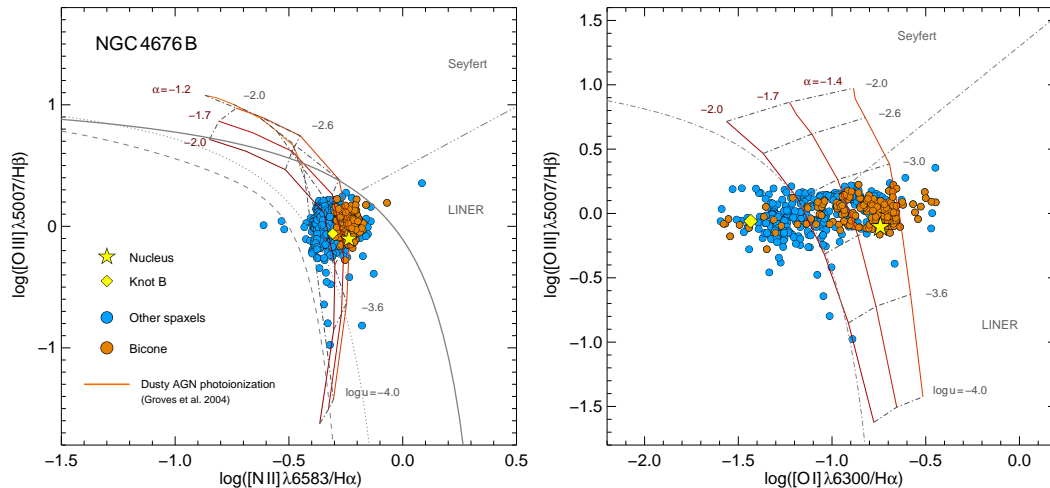 NGC 4676 B
Seyfert
α=−1.2
−2.0
−1.7
−2.6
−2.0
LINER
−3.6
Nucleus
Knot B
Other spaxels
Bicone
Dusty AGN photoionization
(Groves et al. 2004)
log u=−4.0
1
0
−1
log([OIII] λ5007/Hβ)
−1.5
−1.0
−0.5
0.0
0.5
log([NII] λ6583/Hα)
Seyfert
α=−1.4
−2.0
−1.7
−2.0
−2.6
−3.0
−3.6
LINER
log u=−4.0
1.5
1.0
0.5
0.0
−0.5
−1.0
−1.5
log([OIII] λ5007/Hβ)
−2.0
−1.5
−1.0
−0.5
0.0
log([OI] λ6300/Hα)